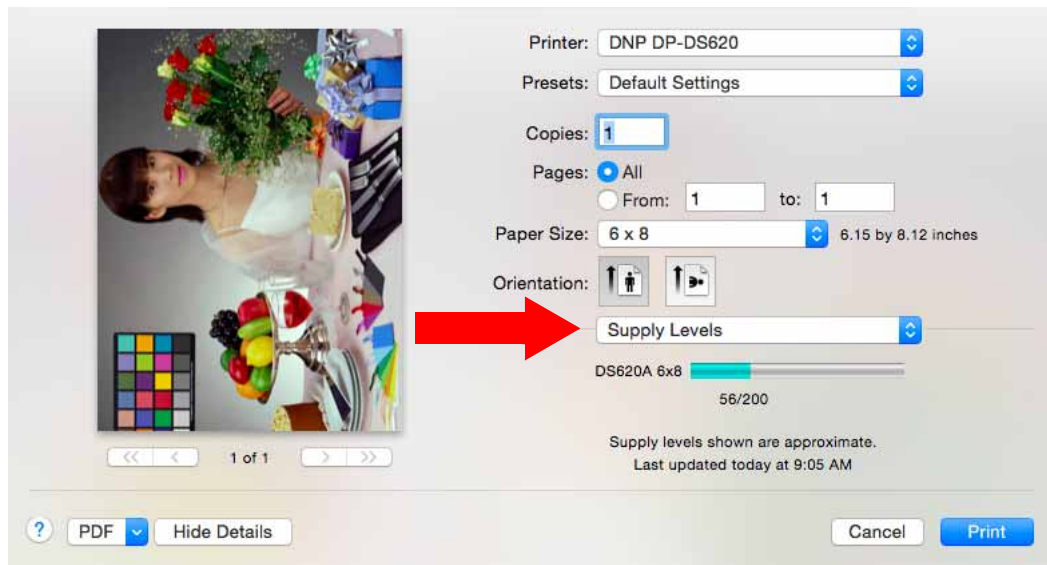 Printer: DNP DP-DS620
Presets: Default Settings
Copies: 1
Pages: All
From: 1 to: 1
Paper Size: 6 x 8 6.15 by 8.12 inches
Orientation:
Supply Levels
DS620A 6x8
56/200
Supply levels shown are approximate.
Last updated today at 9:05 AM
<< < 1 of 1 > >>
? PDF Hide Details Cancel Print